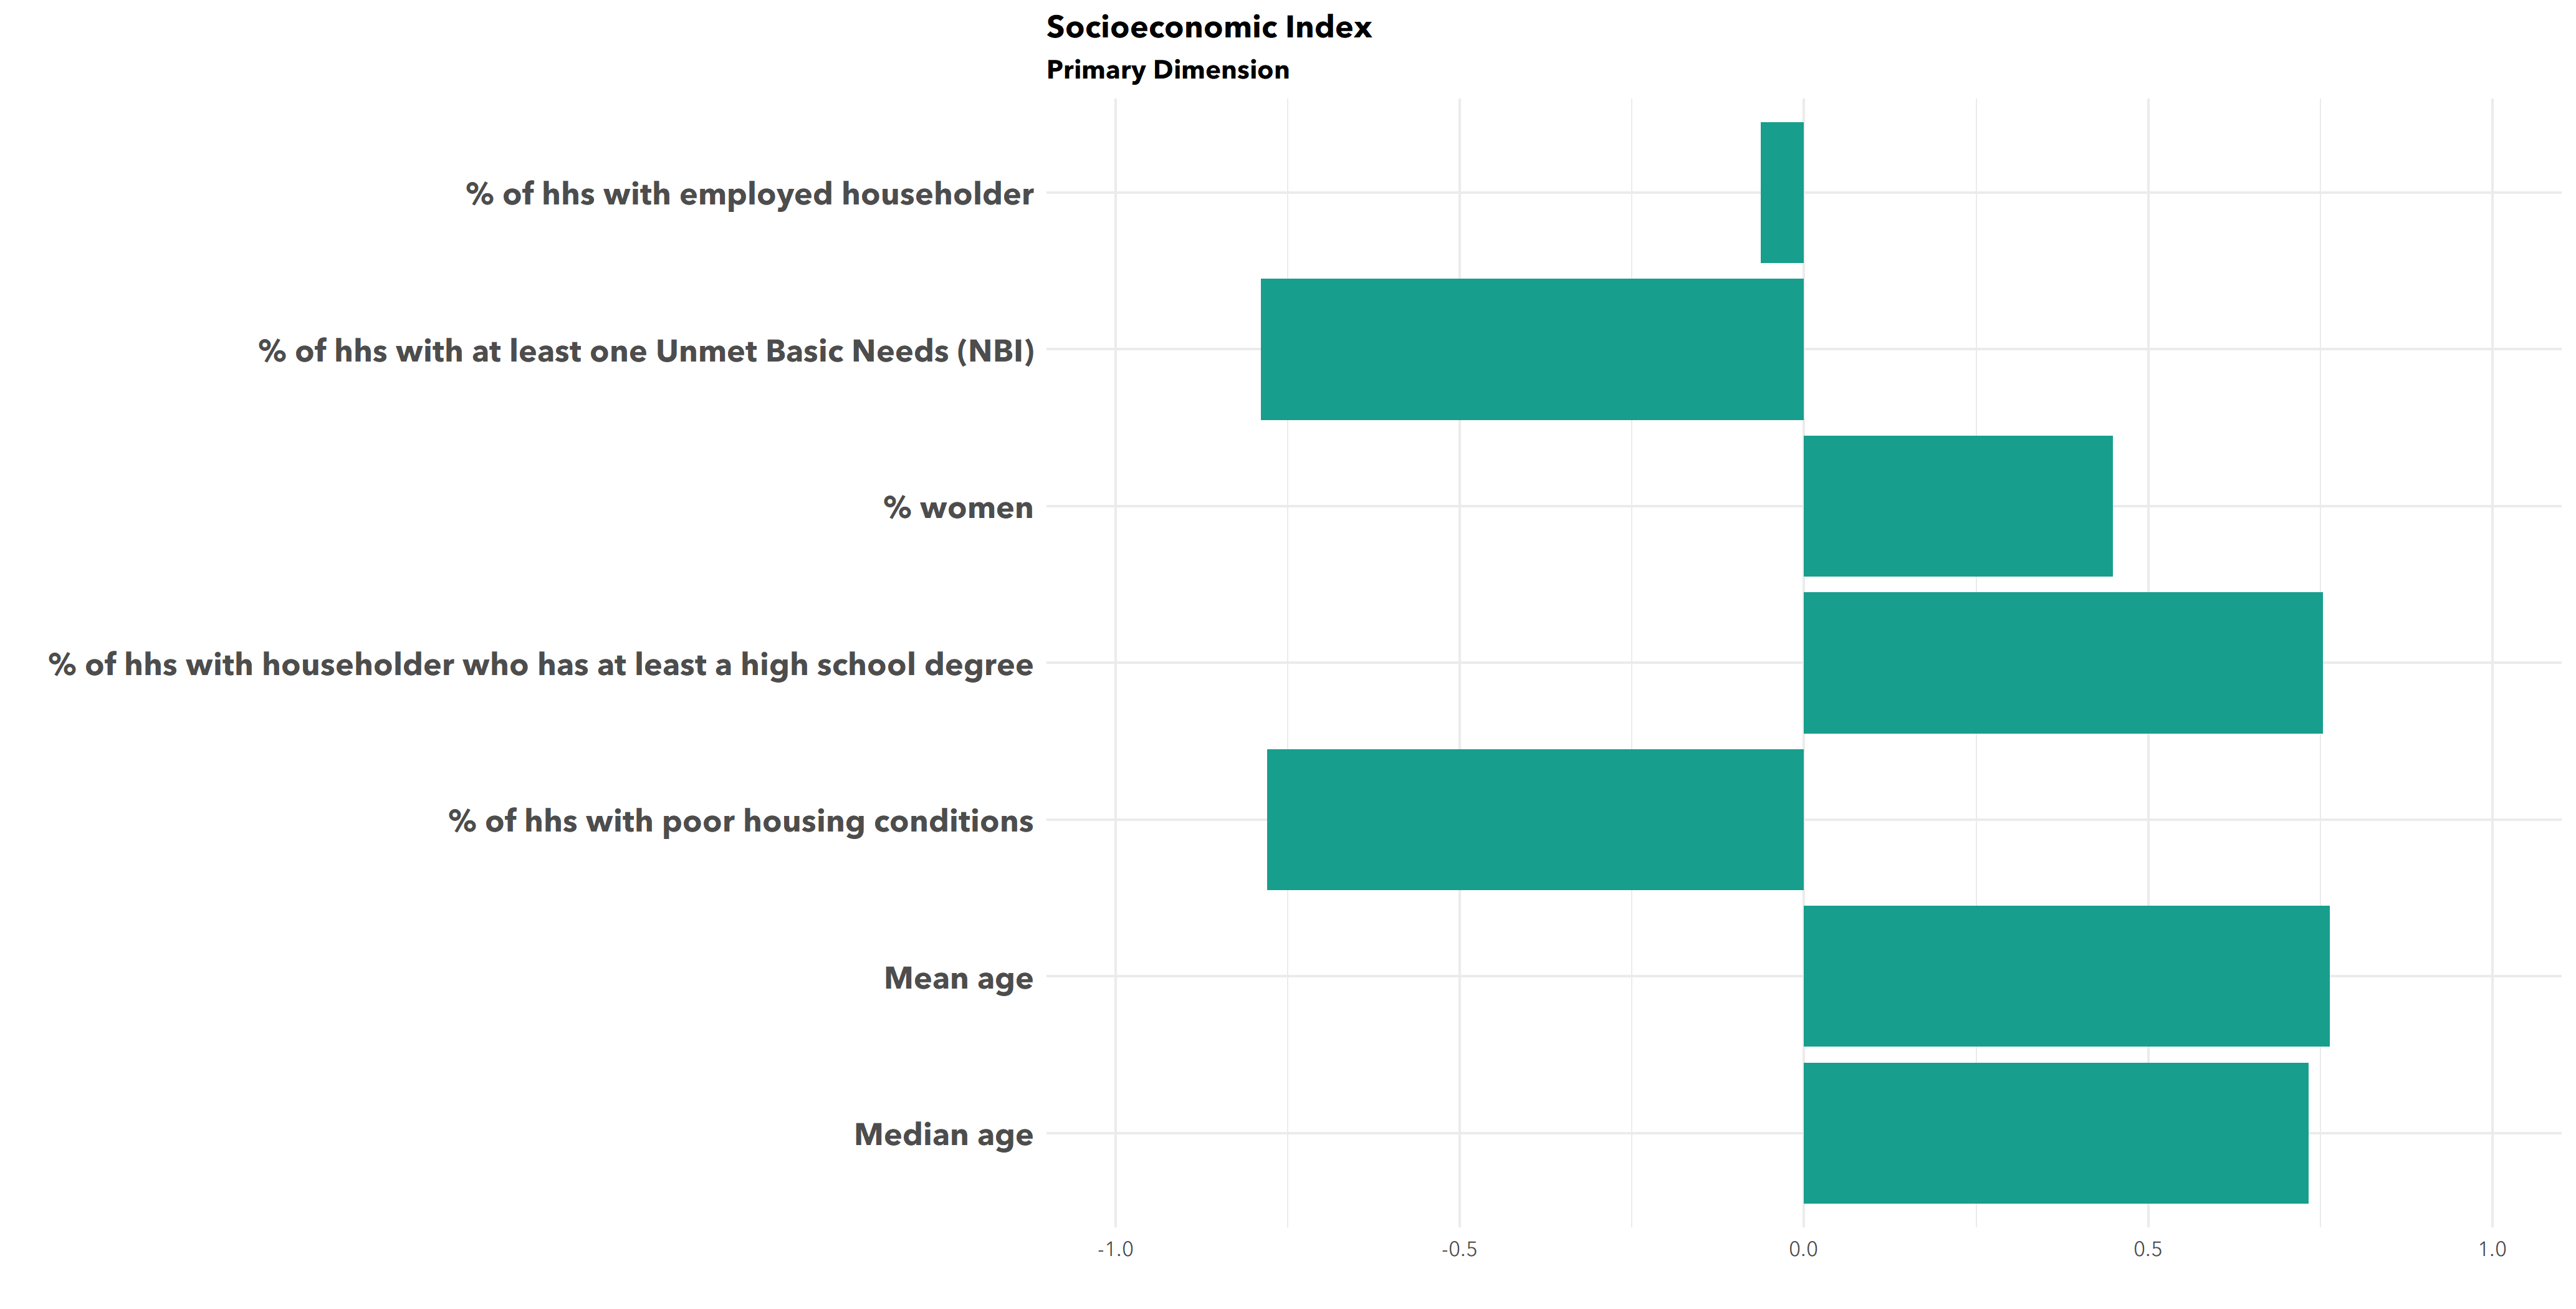 Socioeconomic Index
Primary Dimension
% of hhs with employed householder
% of hhs with at least one Unmet Basic Needs (NBI)
% women
% of hhs with householder who has at least a high school degree
% of hhs with poor housing conditions
Mean age
Median age
-1.0 -0.5 0.0 0.5 1.0